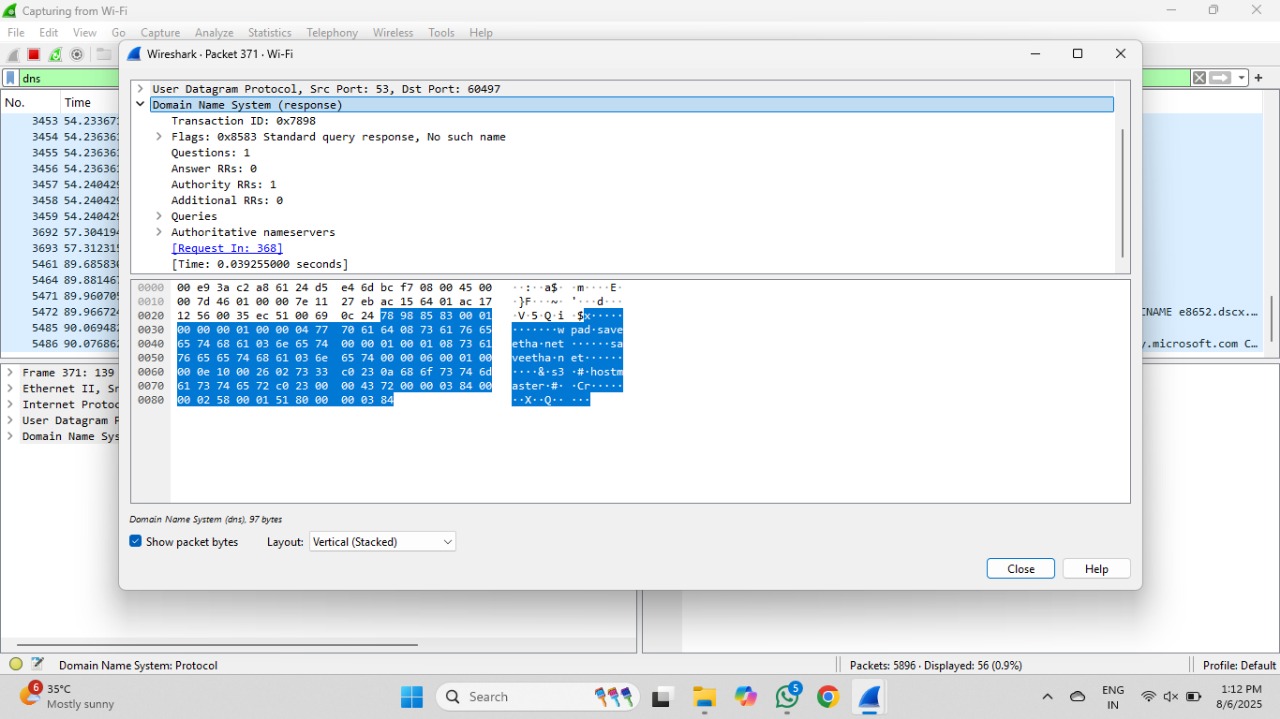 Capturing from Wi-Fi
File Edit View Go Capture Analyze Statistics Telephony Wireless Tools Help
Wireshark · Packet 371 · Wi-Fi
dns
No. Time
3453 54.23367
3454 54.23636
3455 54.23636
3456 54.23636
3457 54.24042
3458 54.24042
3459 54.24042
3692 57.30419
3693 57.31231
5461 89.68583
5464 89.88146
5471 89.96070
5472 89.96672
5485 90.06948
5486 90.07686
CNAME e8652.dscx...
y.microsoft.com C...
User Datagram Protocol, Src Port: 53, Dst Port: 60497
Domain Name System (response)
Transaction ID: 0x7898
Flags: 0x8583 Standard query response, No such name
Questions: 1
Answer RRs: 0
Authority RRs: 1
Additional RRs: 0
Queries
Authoritative nameservers
[Request In: 368]
[Time: 0.039255000 seconds]
0000 00 e9 3a c2 a8 61 24 d5 e4 6d bc f7 08 00 45 00 ··:··a$· ·m····E·
0010 00 7d 46 01 00 00 7e 11 27 eb ac 15 64 01 ac 17 ·}F···~· '···d···
0020 12 56 00 35 ec 51 00 69 0c 24 78 98 85 83 00 01 ·V·5·Q·i ·$x·····
0030 00 00 00 01 00 00 04 77 70 61 64 08 73 61 76 65 ·······w pad·save
0040 65 74 68 61 03 6e 65 74 00 00 01 00 01 08 73 61 etha·net ······sa
0050 76 65 65 74 68 61 03 6e 65 74 00 00 06 00 01 00 veetha·n et······
0060 00 0e 10 00 26 02 73 33 c0 23 0a 68 6f 73 74 6d ····&·s3 ·#·hostm
0070 61 73 74 65 72 c0 23 00 00 43 72 00 00 03 84 00 aster·#· ·Cr·····
0080 00 02 58 00 01 51 80 00 00 03 84 ··X··Q·· ···
Frame 371: 139
Ethernet II, Sr
Internet Protoc
User Datagram P
Domain Name Sys
Domain Name System (dns), 97 bytes
Show packet bytes Layout: Vertical (Stacked)
Close Help
Domain Name System: Protocol Packets: 5896 · Displayed: 56 (0.9%) Profile: Default
6 35°C
Mostly sunny
Search
5
ENG
IN
1:12 PM
8/6/2025